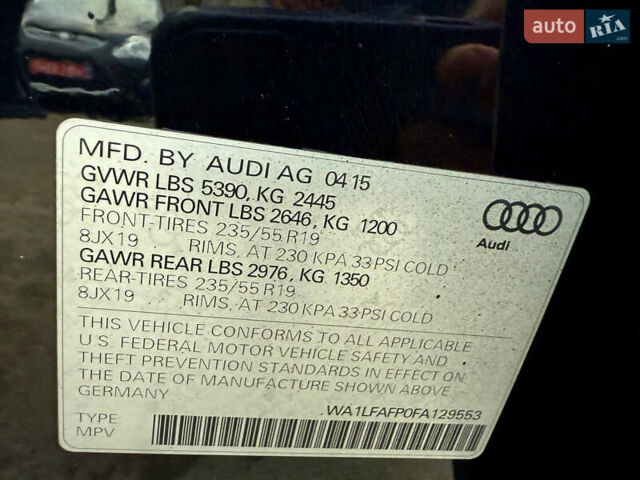 auto RIA
.com
MFD. BY AUDI AG 04 15
GVWR LBS 5390, KG 2445
GAWR FRONT LBS 2646, KG 1200
FRONT-TIRES 235/55 R19
8JX19 RIMS, AT 230 KPA 33 PSI COLD
GAWR REAR LBS 2976, KG 1350
REAR-TIRES 235/55 R19
8JX19 RIMS, AT 230 KPA 33 PSI COLD
THIS VEHICLE CONFORMS TO ALL APPLICABLE
U.S. FEDERAL MOTOR VEHICLE SAFETY AND
THEFT PREVENTION STANDARDS IN EFFECT ON
THE DATE OF MANUFACTURE SHOWN ABOVE.
GERMANY
WA1LFAFP0FA129553
TYPE
MPV
Audi